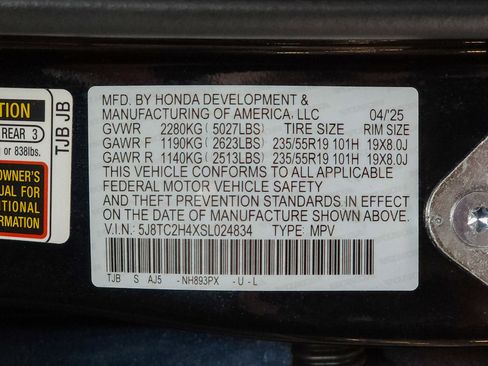 TION
REAR 3
or 838lbs.
OWNER'S
UAL FOR
ITIONAL
ORMATION
TJB JB
MFD. BY HONDA DEVELOPMENT &
MANUFACTURING OF AMERICA, LLC 04/25
GVWR 2280KG(5027LBS) TIRE SIZE RIM SIZE
GAWR F 1190KG(2623LBS) 235/55R19 101H 19X8.0J
GAWR R 1140KG(2513LBS) 235/55R19 101H 19X8.0J
THIS VEHICLE CONFORMS TO ALL APPLICABLE
FEDERAL MOTOR VEHICLE SAFETY
AND THEFT PREVENTION STANDARDS IN EFFECT
ON THE DATE OF MANUFACTURE SHOWN ABOVE.
V.I.N.: 5J8TC2H4XSL024834 TYPE: MPV
TJB S AJ5 -NH893PX -U-L